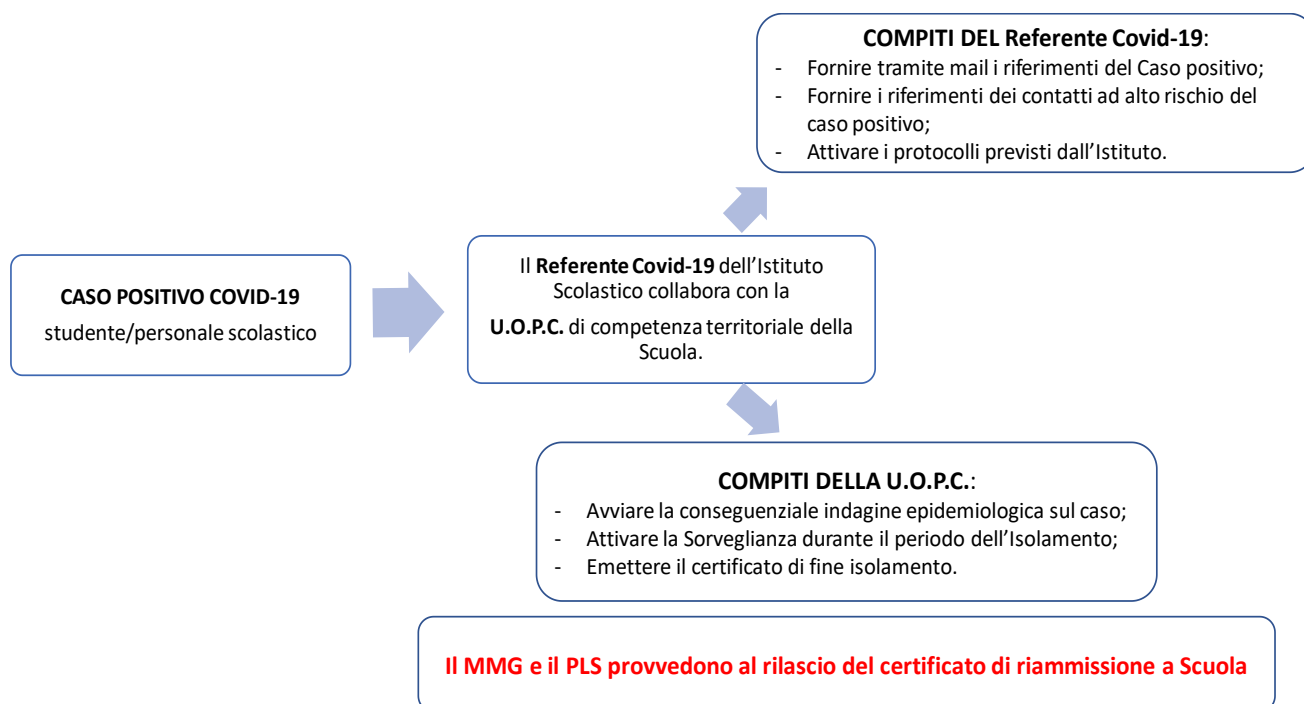 COMPITI DEL Referente Covid-19:
- Fornire tramite mail i riferimenti del Caso positivo;
- Fornire i riferimenti dei contatti ad alto rischio del
caso positivo;
- Attivare i protocolli previsti dall'Istituto.
CASO POSITIVO COVID-19
studente/personale scolastico
Il Referente Covid-19 dell'Istituto
Scolastico collabora con la
U.O.P.C. di competenza territoriale della
Scuola.
COMPITI DELLA U.O.P.C.:
- Avviare la conseguenziale indagine epidemiologica sul caso;
- Attivare la Sorveglianza durante il periodo dell'Isolamento;
- Emettere il certificato di fine isolamento.
Il MMG e il PLS provvedono al rilascio del certificato di riammissione a Scuola